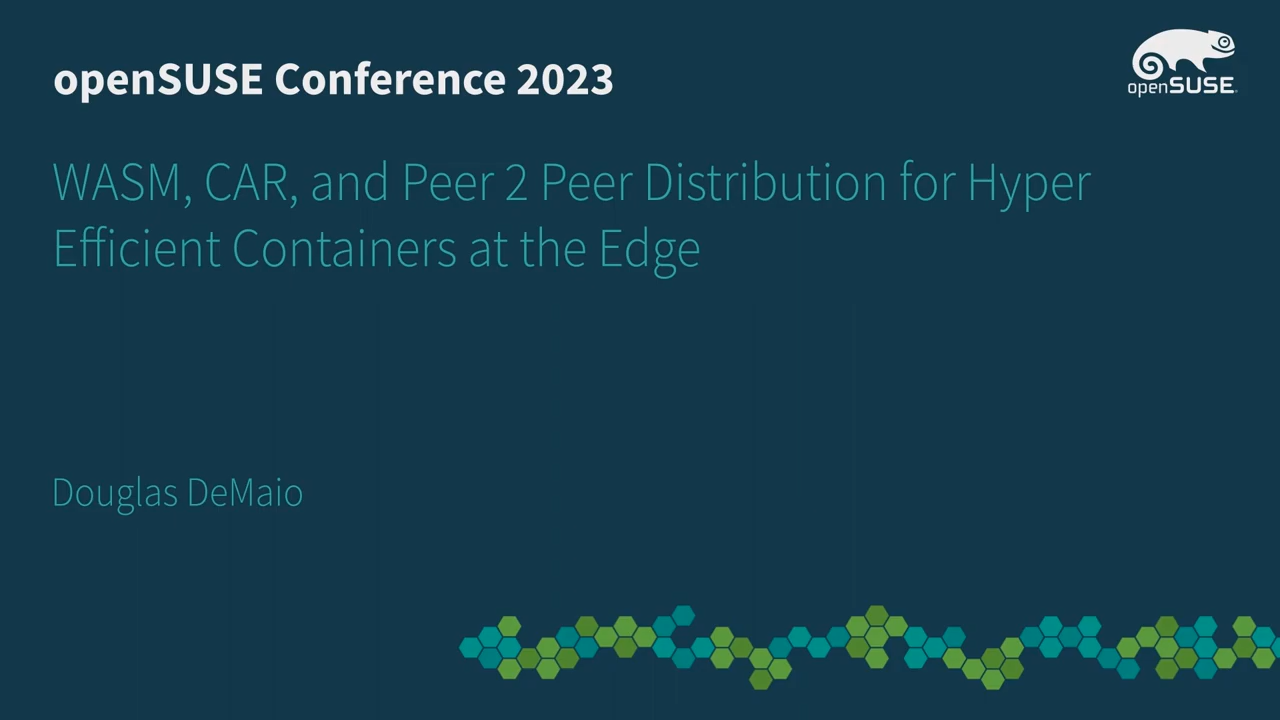 openSUSE Conference 2023
openSUSE
WASM, CAR, and Peer 2 Peer Distribution for Hyper
Efficient Containers at the Edge
Douglas DeMaio